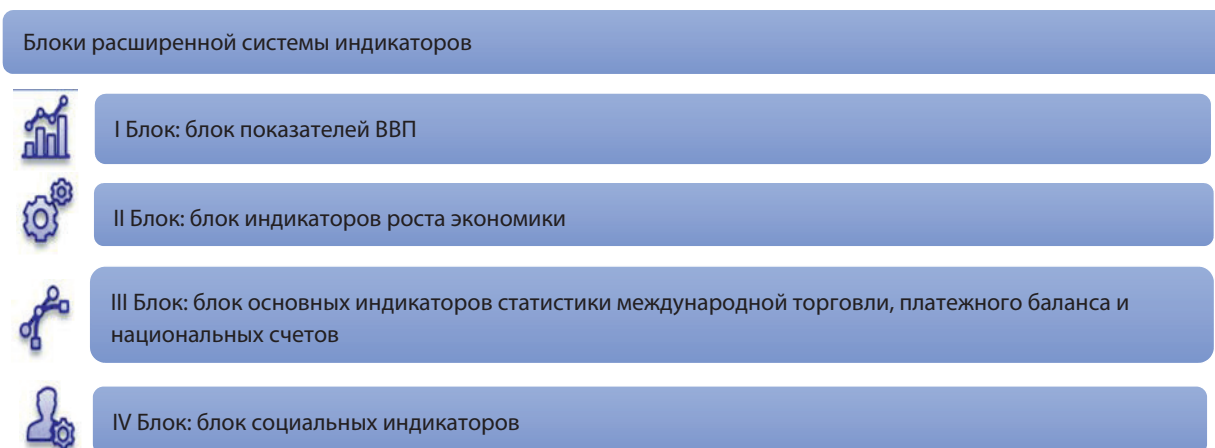 Блоки расширенной системы индикаторов
I Блок: блок показателей ВВП
II Блок: блок индикаторов роста экономики
III Блок: блок основных индикаторов статистики международной торговли, платежного баланса и
национальных счетов
IV Блок: блок социальных индикаторов